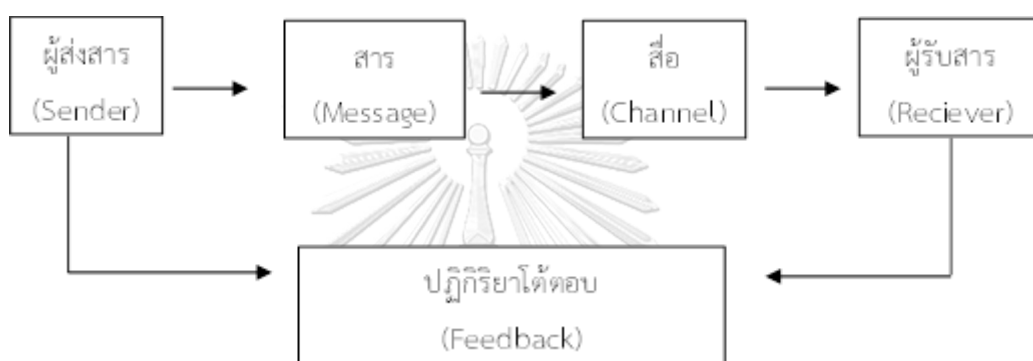 ผู้ส่งสาร
(Sender)
สาร
(Message)
สื่อ
(Channel)
ผู้รับสาร
(Reciever)
ปฏิกิริยาโต้ตอบ
(Feedback)